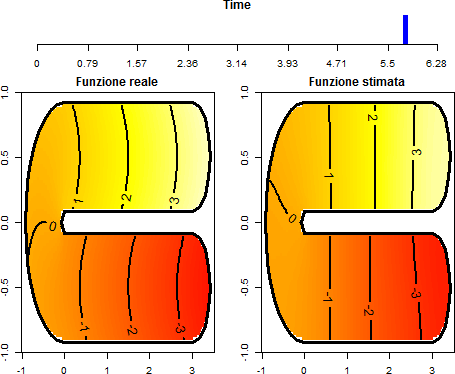 Time
0 0.79 1.57 2.36 3.14 3.93 4.71 5.5 6.28
Funzione reale Funzione stimata
1.0 1.0
0.5 0.5
0.0 0.0
-0.5 -0.5
-1.0 -1.0
1 2 3 0 -1 -2 -3
1 2 3 0 -1 -2 -3
-1 0 1 2 3 -1 0 1 2 3